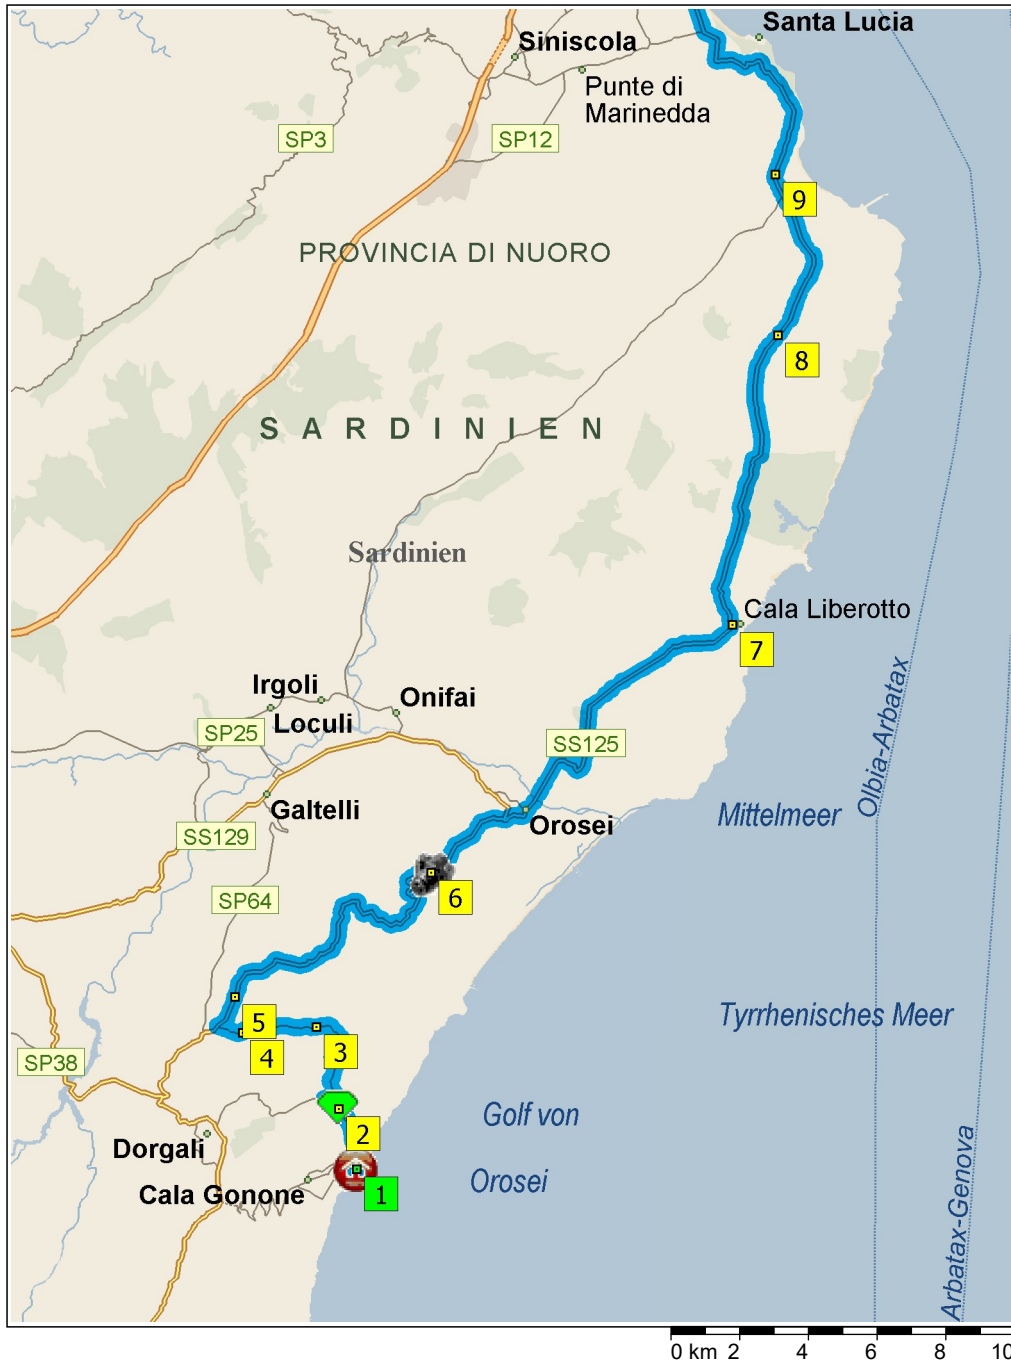 Santa Lucia
Siniscola
Punte di
Marinedda
SP3
SP12
9
PROVINCIA DI NUORO
8
SARDINIEN
Sardinien
Cala Liberotto
7
Irgoli
Onifai
Loculi
SP25
SS125
Olbia-Arbatax
Galtelli
Mittelmeer
Orosei
SS129
6
SP64
5
Tyrrhenisches Meer
4
3
SP38
Golf von
2
Dorgali
Orosei
Cala Gonone
1
Arbatax-Genova
0 km 2 4 6 8 10